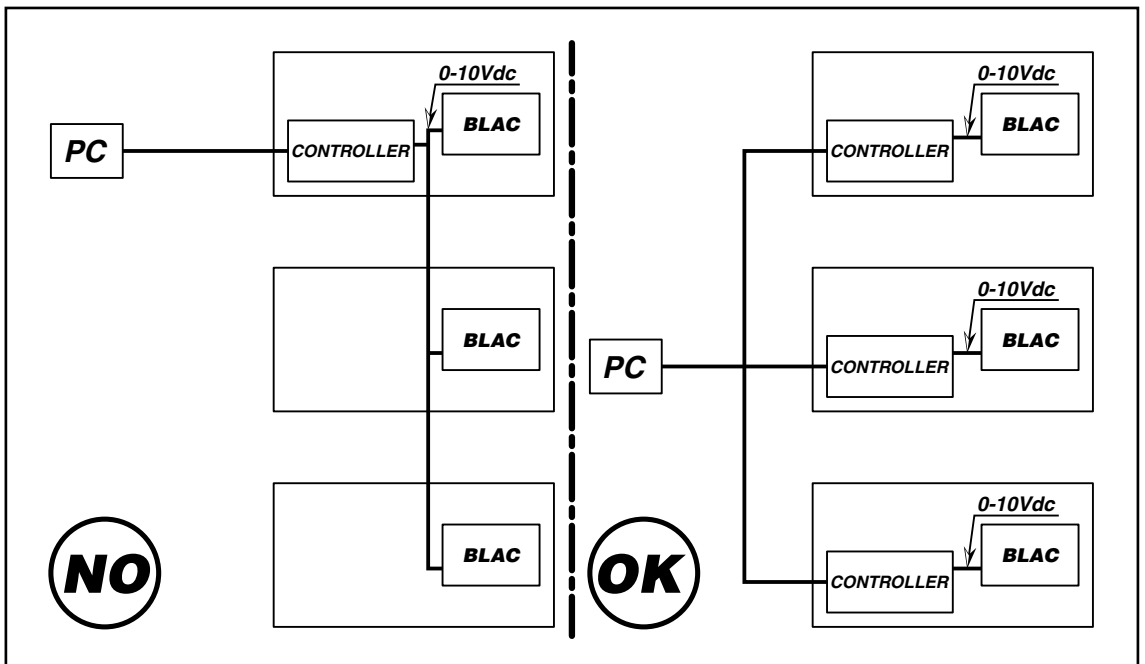 0-10Vdc
BLAC
PC
CONTROLLER
BLAC
BLAC
NO
0-10Vdc
BLAC
CONTROLLER
0-10Vdc
BLAC
PC
CONTROLLER
0-10Vdc
BLAC
CONTROLLER
OK